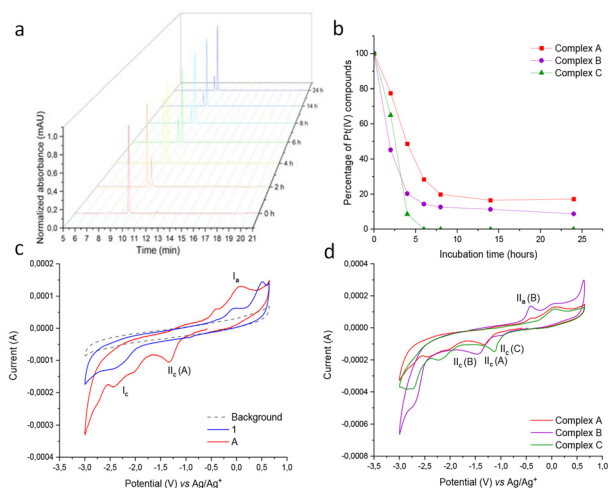 a
Normalized absorbance (mAU)
1,0
0,8
0,6
0,4
0,2
0,0
5 6 7 8 9 10 11 12 13 14 15 16 17 18 19 20 21
Time (min)
0 h
2 h
4 h
6 h
8 h
14 h
24 h
b
Percentage of Pt(IV) compounds
100
80
60
40
20
0
0 5 10 15 20 25 30
Incubation time (hours)
Complex A
Complex B
Complex C
c
Current (A)
0,0002
0,0001
0,0000
-0,0001
-0,0002
-0,0003
-0,0004
-3,5 -3,0 -2,5 -2,0 -1,5 -1,0 -0,5 0,0 0,5 1,0
Potential (V) vs Ag/Ag+
Ia
IIc (A)
Ic
Background
1
A
d
Current (A)
0,0004
0,0002
0,0000
-0,0002
-0,0004
-0,0006
-0,0008
-3,5 -3,0 -2,5 -2,0 -1,5 -1,0 -0,5 0,0 0,5 1,0
Potential (V) vs Ag/Ag+
IIa (B)
IIc (C)
IIc (B)
IIc (A)
Complex A
Complex B
Complex C